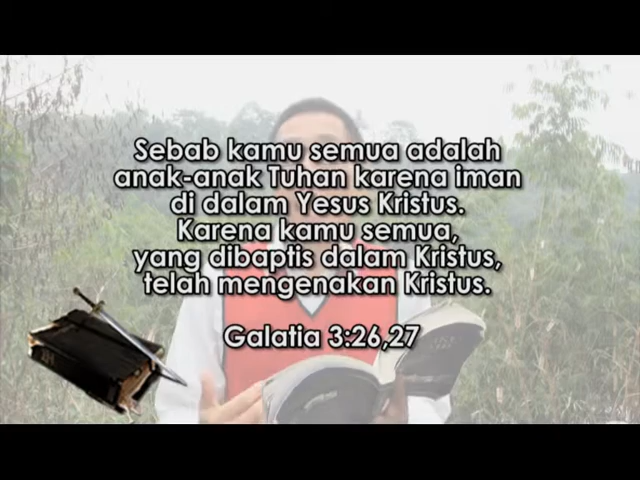 Sebab kamu semua adalah
anak-anak Tuhan karena iman
di dalam Yesus Kristus.
Karena kamu semua,
yang dibaptis dalam Kristus,
telah mengenakan Kristus.
Galatia 3:26,27